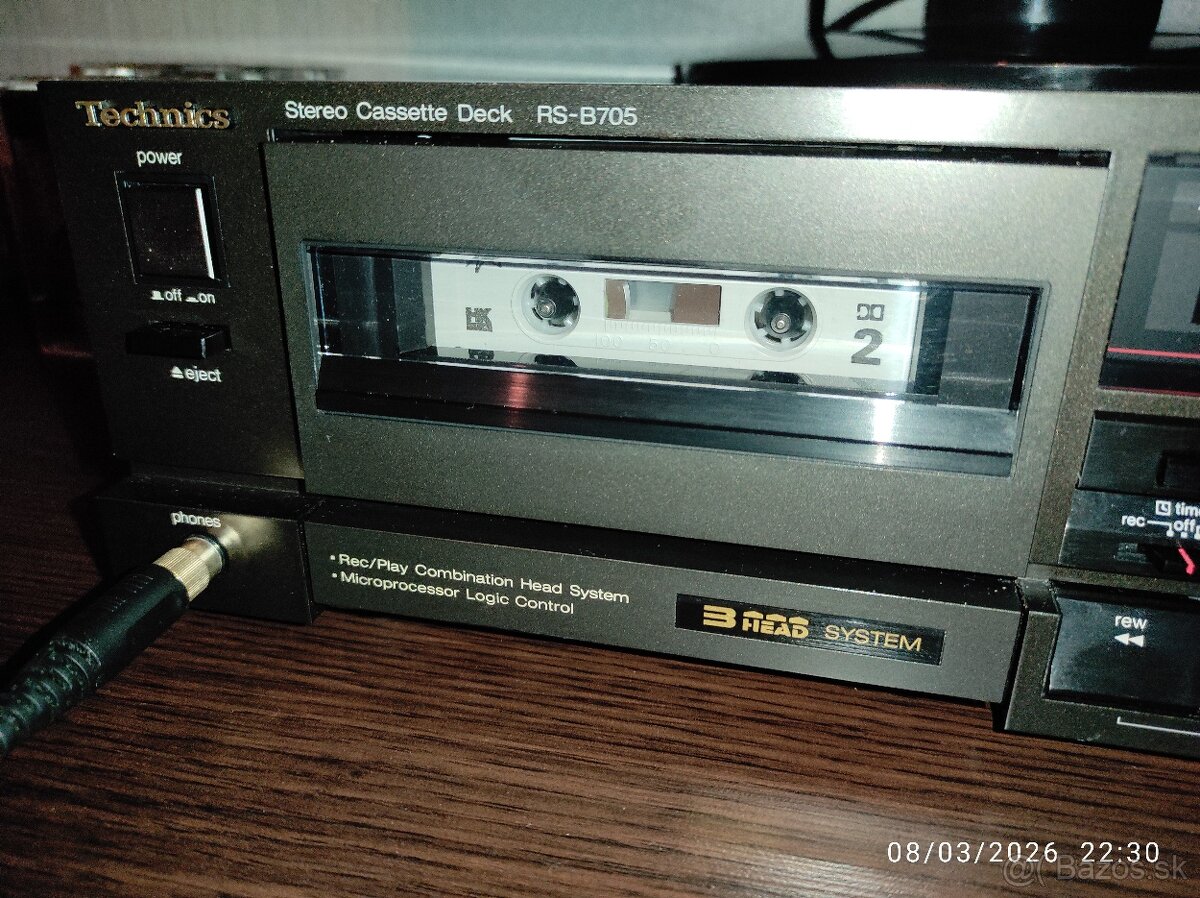 Technics
Stereo Cassette Deck RS-B705
power
off on
eject
2
100 50 0
phones
• Rec/Play Combination Head System
• Microprocessor Logic Control
3 HEAD SYSTEM
rec off
rew
08/03/2026 22:30
Bazos.sk